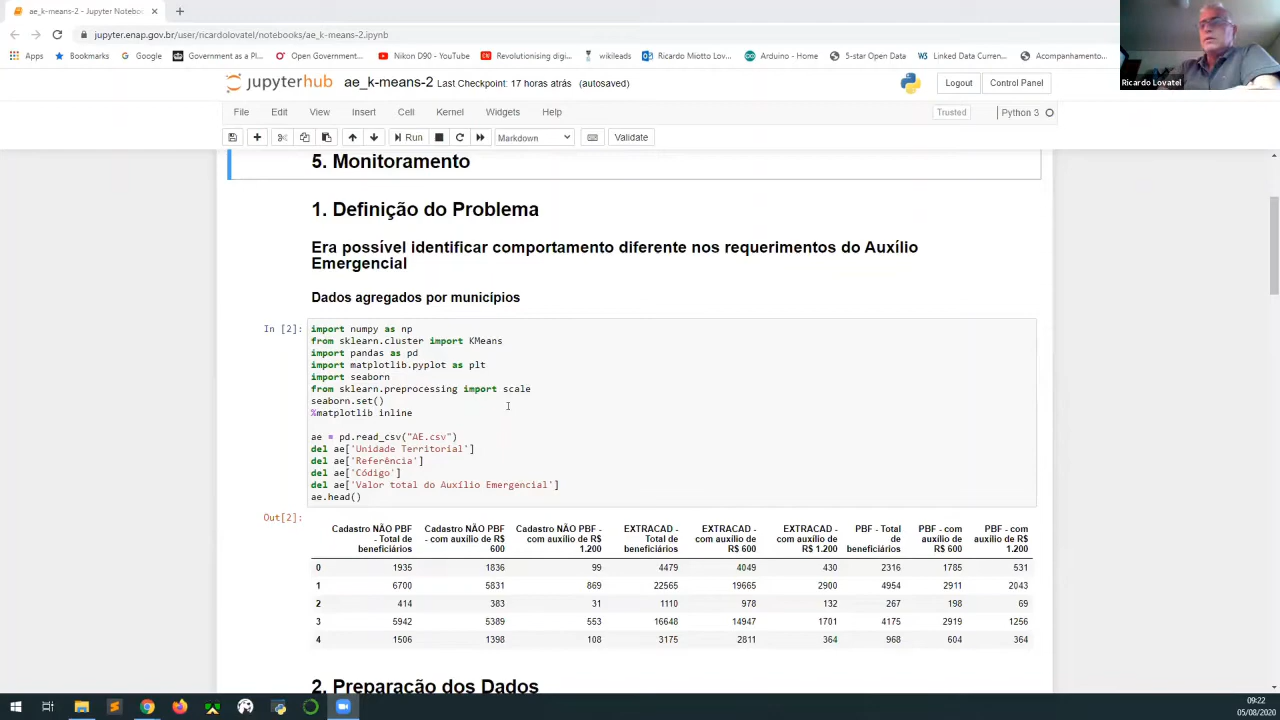 ae_k-means-2 - Jupyter Noteboo
jupyter.enap.gov.br/user/ricardolovatel/notebooks/ae_k-means-2.ipynb
Apps Bookmarks Google Government as a Pl... Open Government... Nikon D90 - YouTube Revolutionising digi... wikileads Ricardo Miotto Lov... Arduino - Home 5-star Open Data Linked Data Curren... Acompanhamento...
Ricardo Lovatel
jupyterhub ae_k-means-2 Last Checkpoint: 17 horas atrás (autosaved) Logout Control Panel
File Edit View Insert Cell Kernel Widgets Help Trusted Python 3
Run Markdown Validate
5. Monitoramento
1. Definição do Problema
Era possível identificar comportamento diferente nos requerimentos do Auxílio
Emergencial
Dados agregados por municípios
In [2]: import numpy as np
from sklearn.cluster import KMeans
import pandas as pd
import matplotlib.pyplot as plt
import seaborn
from sklearn.preprocessing import scale
seaborn.set()
%matplotlib inline
ae = pd.read_csv("AE.csv")
del ae['Unidade Territorial']
del ae['Referência']
del ae['Código']
del ae['Valor total do Auxílio Emergencial']
ae.head()
Out[2]:
Cadastro NÃO PBF Cadastro NÃO PBF Cadastro NÃO PBF - EXTRACAD - EXTRACAD - EXTRACAD - PBF - Total PBF - com PBF - com
- Total de - com auxílio de R$ com auxílio de R$ Total de com auxílio de com auxílio de de auxílio de auxílio de R$
beneficiários 600 1.200 beneficiários R$ 600 R$ 1.200 beneficiários R$ 600 1.200
0 1935 1836 99 4479 4049 430 2316 1785 531
1 6700 5831 869 22565 19665 2900 4954 2911 2043
2 414 383 31 1110 978 132 267 198 69
3 5942 5389 553 16648 14947 1701 4175 2919 1256
4 1506 1398 108 3175 2811 364 968 604 364
2. Preparação dos Dados
09:22
05/08/2020